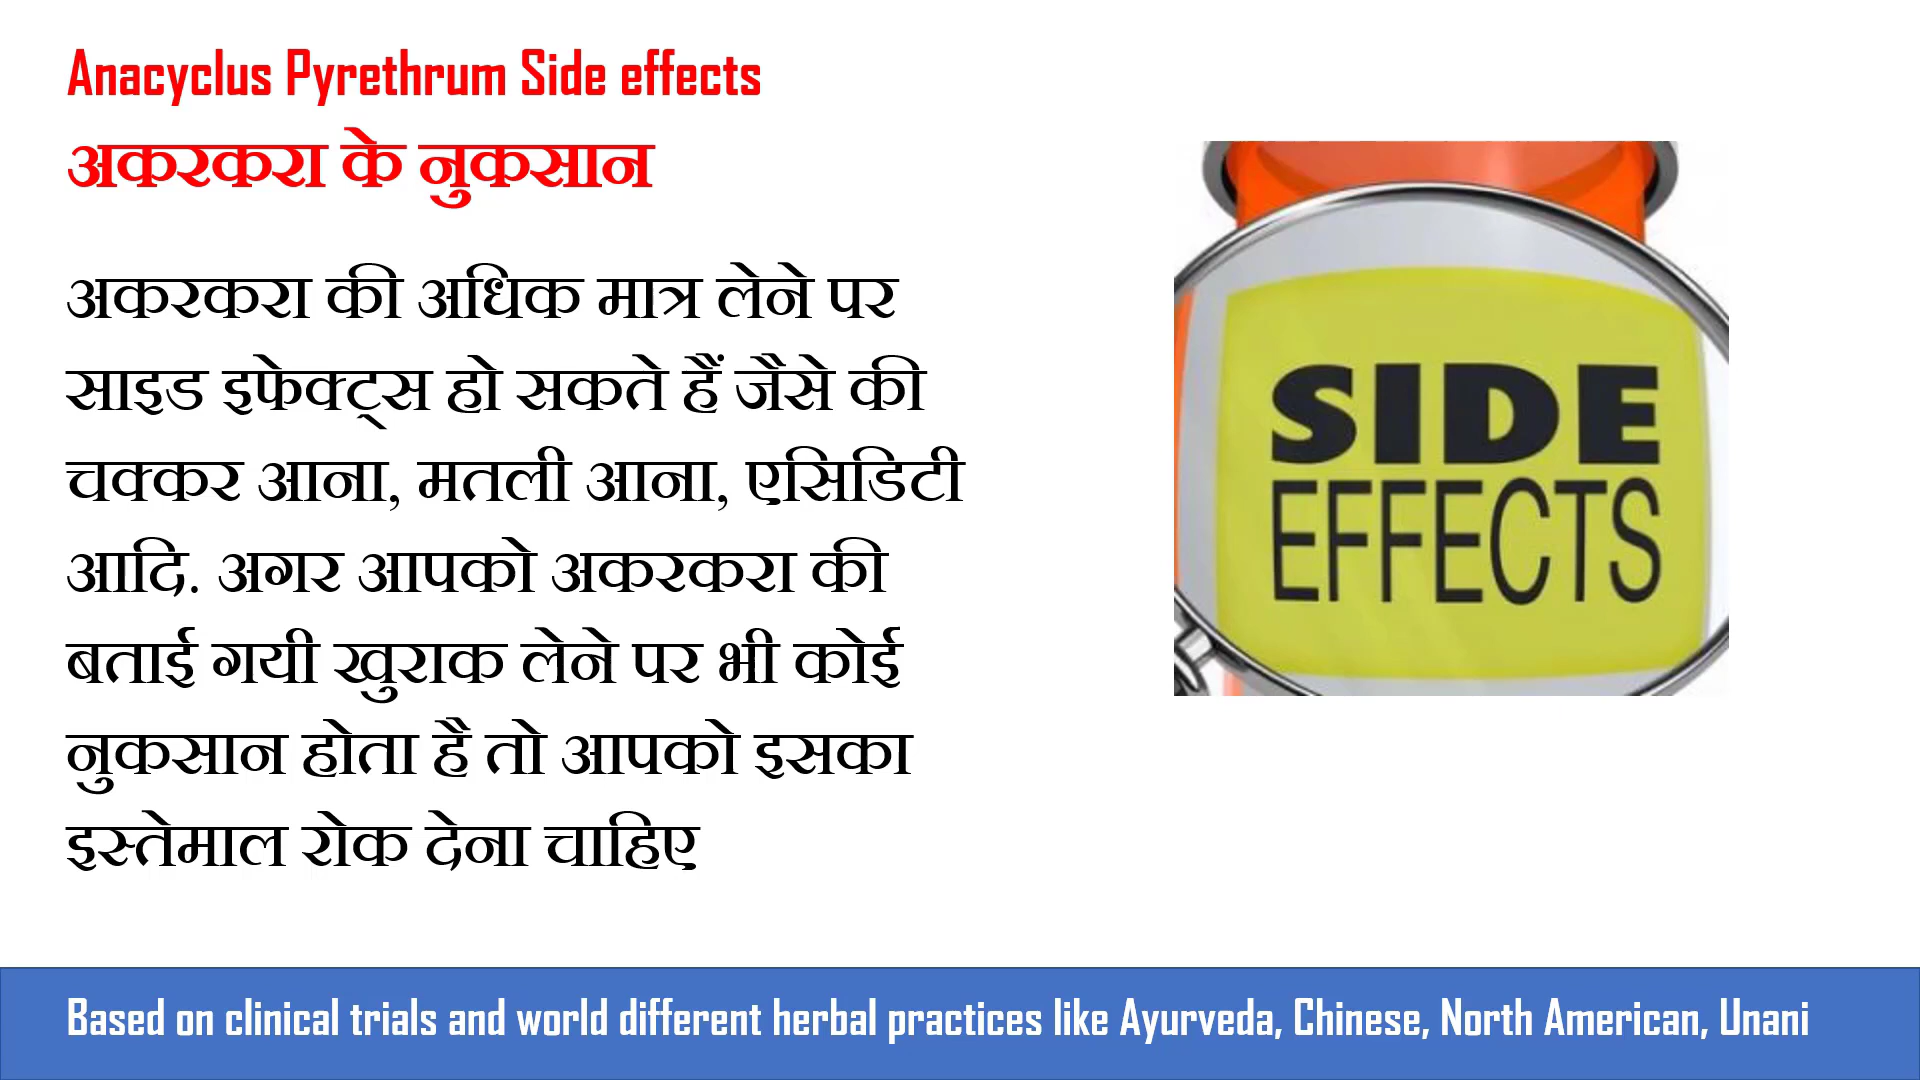 Anacyclus Pyrethrum Side effects
अकरकरा के नुकसान
अकरकरा की अधिक मात्र लेने पर
साइड इफेक्ट्स हो सकते हैं जैसे की
चक्कर आना, मतली आना, एसिडिटी
आदि. अगर आपको अकरकरा की
बताई गयी खुराक लेने पर भी कोई
नुकसान होता है तो आपको इसका
इस्तेमाल रोक देना चाहिए
SIDE
EFFECTS
Based on clinical trials and world different herbal practices like Ayurveda, Chinese, North American, Unani